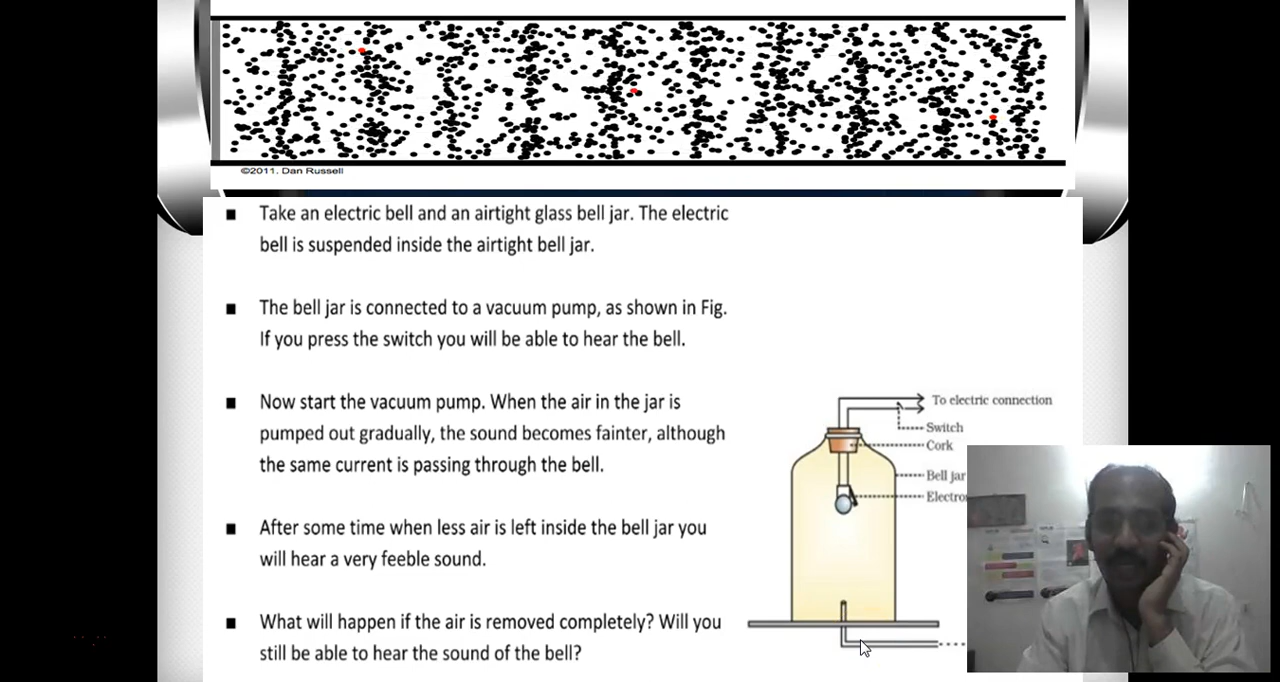 ©2011. Dan Russell
■ Take an electric bell and an airtight glass bell jar. The electric
bell is suspended inside the airtight bell jar.
■ The bell jar is connected to a vacuum pump, as shown in Fig.
If you press the switch you will be able to hear the bell.
■ Now start the vacuum pump. When the air in the jar is
pumped out gradually, the sound becomes fainter, although
the same current is passing through the bell.
■ After some time when less air is left inside the bell jar you
will hear a very feeble sound.
■ What will happen if the air is removed completely? Will you
still be able to hear the sound of the bell?
To electric connection
Switch
Cork
Bell jar